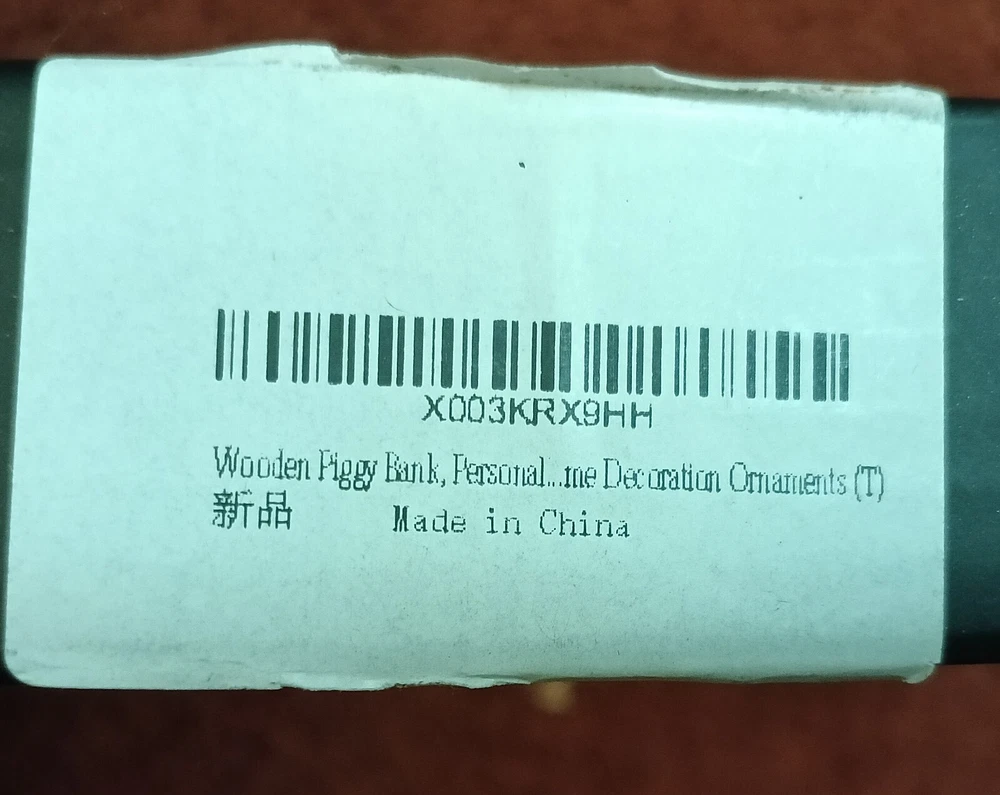 X003KRX9HH
Wooden Piggy Bank, Personal...me Decoration Ornaments (T)
新品 Made in China